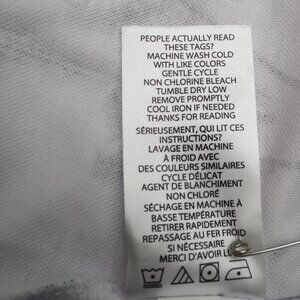 PEOPLE ACTUALLY READ
THESE TAGS?
MACHINE WASH COLD
WITH LIKE COLORS
GENTLE CYCLE
NON CHLORINE BLEACH
TUMBLE DRY LOW
REMOVE PROMPTLY
COOL IRON IF NEEDED
THANKS FOR READING
SÉRIEUSEMENT, QUI LIT CES
INSTRUCTIONS?
LAVAGE EN MACHINE
À FROID AVEC
DES COULEURS SIMILAIRES
CYCLE DÉLICAT
AGENT DE BLANCHIMENT
NON CHLORÉ
SÉCHAGE EN MACHINE À
BASSE TEMPÉRATURE
RETIRER RAPIDEMENT
REPASSAGE AU FER FROID
SI NÉCESSAIRE
MERCI D'AVOIR LU